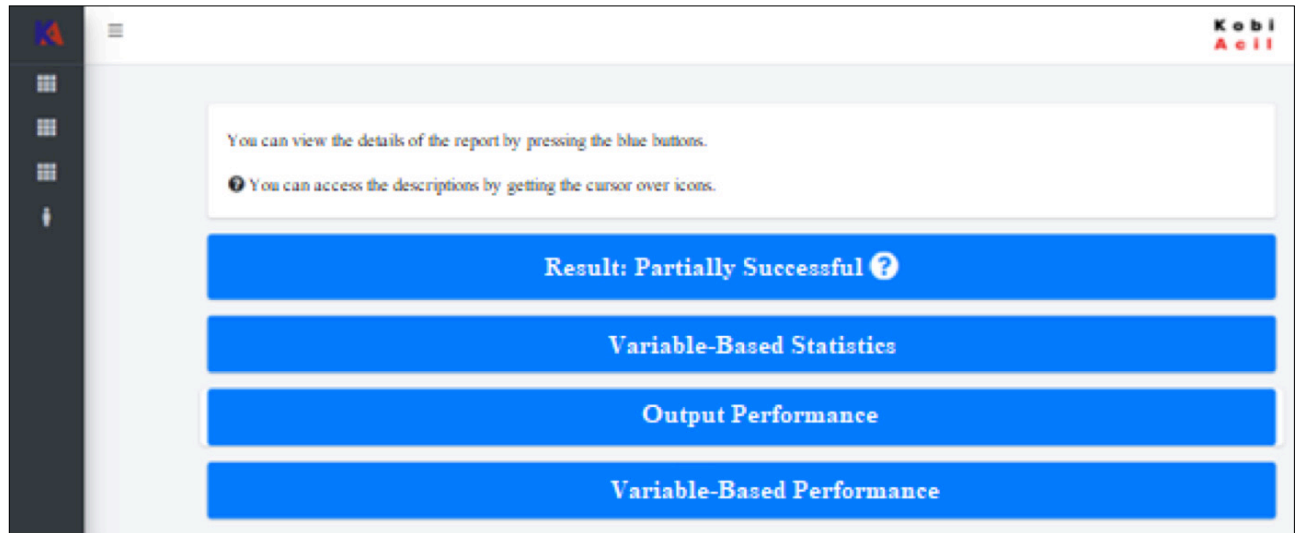 KA
Kobi
Acil
You can view the details of the report by pressing the blue buttons.
? You can access the descriptions by getting the cursor over icons.
Result: Partially Successful ?
Variable-Based Statistics
Output Performance
Variable-Based Performance